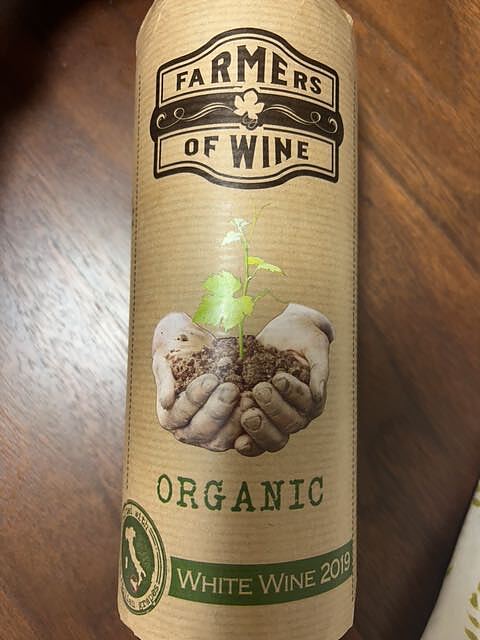 FARMERS
OF WINE
ORGANIC
WHITE WINE 2019